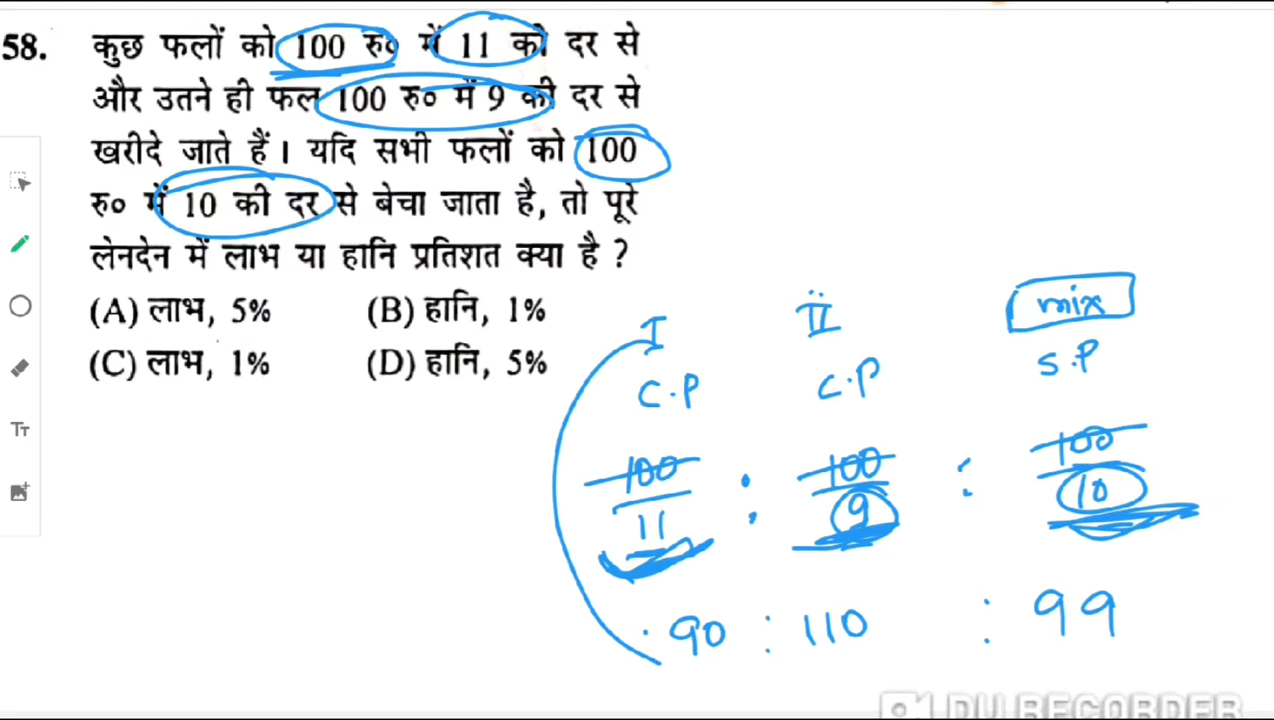 58. कुछ फलों को 100 रु० में 11 की दर से
और उतने ही फल 100 रु० में 9 की दर से
खरीदे जाते हैं। यदि सभी फलों को 100
रु० में 10 की दर से बेचा जाता है, तो पूरे
लेनदेन में लाभ या हानि प्रतिशत क्या है ?
(A) लाभ, 5% (B) हानि, 1%
(C) लाभ, 1% (D) हानि, 5%
I II mix
C.P C.P S.P
100 100 100
11 : 9 : 10
90 : 110 : 99
Tт
DU RECORDER